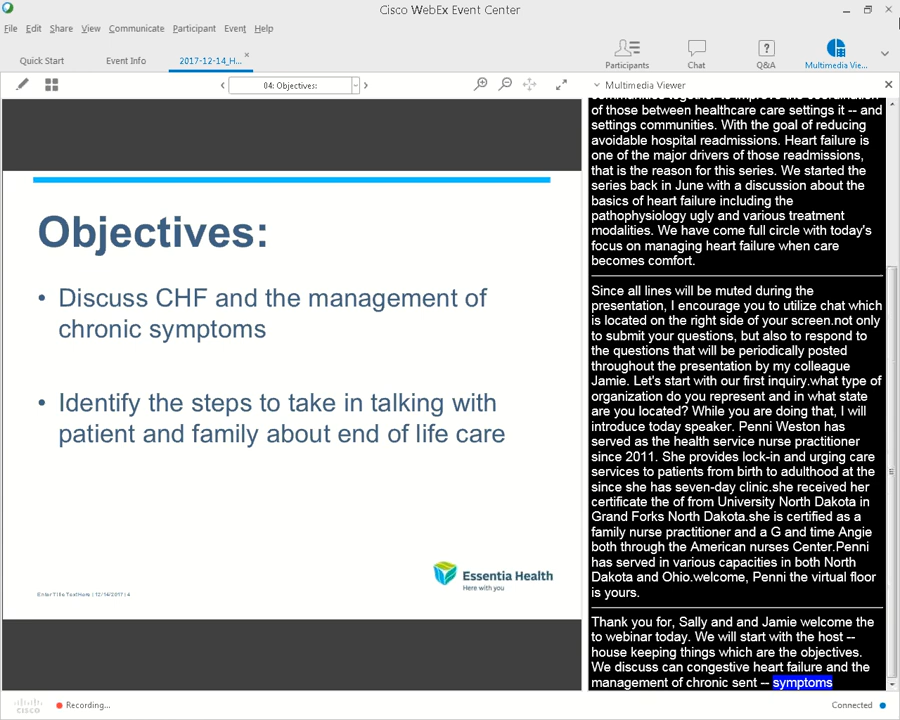 Cisco WebEx Event Center
File Edit Share View Communicate Participant Event Help
Quick Start Event Info 2017-12-14_H...
Participants Chat Q&A Multimedia Vie...
04: Objectives:
Multimedia Viewer
Objectives:
• Discuss CHF and the management of
chronic symptoms
• Identify the steps to take in talking with
patient and family about end of life care
Essentia Health
Here with you
Enter Title Text Here | 12/14/2017 | 4
of those between healthcare care settings it -- and
settings communities. With the goal of reducing
avoidable hospital readmissions. Heart failure is
one of the major drivers of those readmissions,
that is the reason for this series. We started the
series back in June with a discussion about the
basics of heart failure including the
pathophysiology ugly and various treatment
modalities. We have come full circle with today's
focus on managing heart failure when care
becomes comfort.
Since all lines will be muted during the
presentation, I encourage you to utilize chat which
is located on the right side of your screen.not only
to submit your questions, but also to respond to
the questions that will be periodically posted
throughout the presentation by my colleague
Jamie. Let's start with our first inquiry.what type of
organization do you represent and in what state
are you located? While you are doing that, I will
introduce today speaker. Penni Weston has
served as the health service nurse practitioner
since 2011. She provides lock-in and urging care
services to patients from birth to adulthood at the
since she has seven-day clinic.she received her
certificate the of from University North Dakota in
Grand Forks North Dakota.she is certified as a
family nurse practitioner and a G and time Angie
both through the American nurses Center.Penni
has served in various capacities in both North
Dakota and Ohio.welcome, Penni the virtual floor
is yours.
Thank you for, Sally and and Jamie welcome the
to webinar today. We will start with the host --
house keeping things which are the objectives.
We discuss can congestive heart failure and the
management of chronic sent -- symptoms
cisco
Recording...
Connected